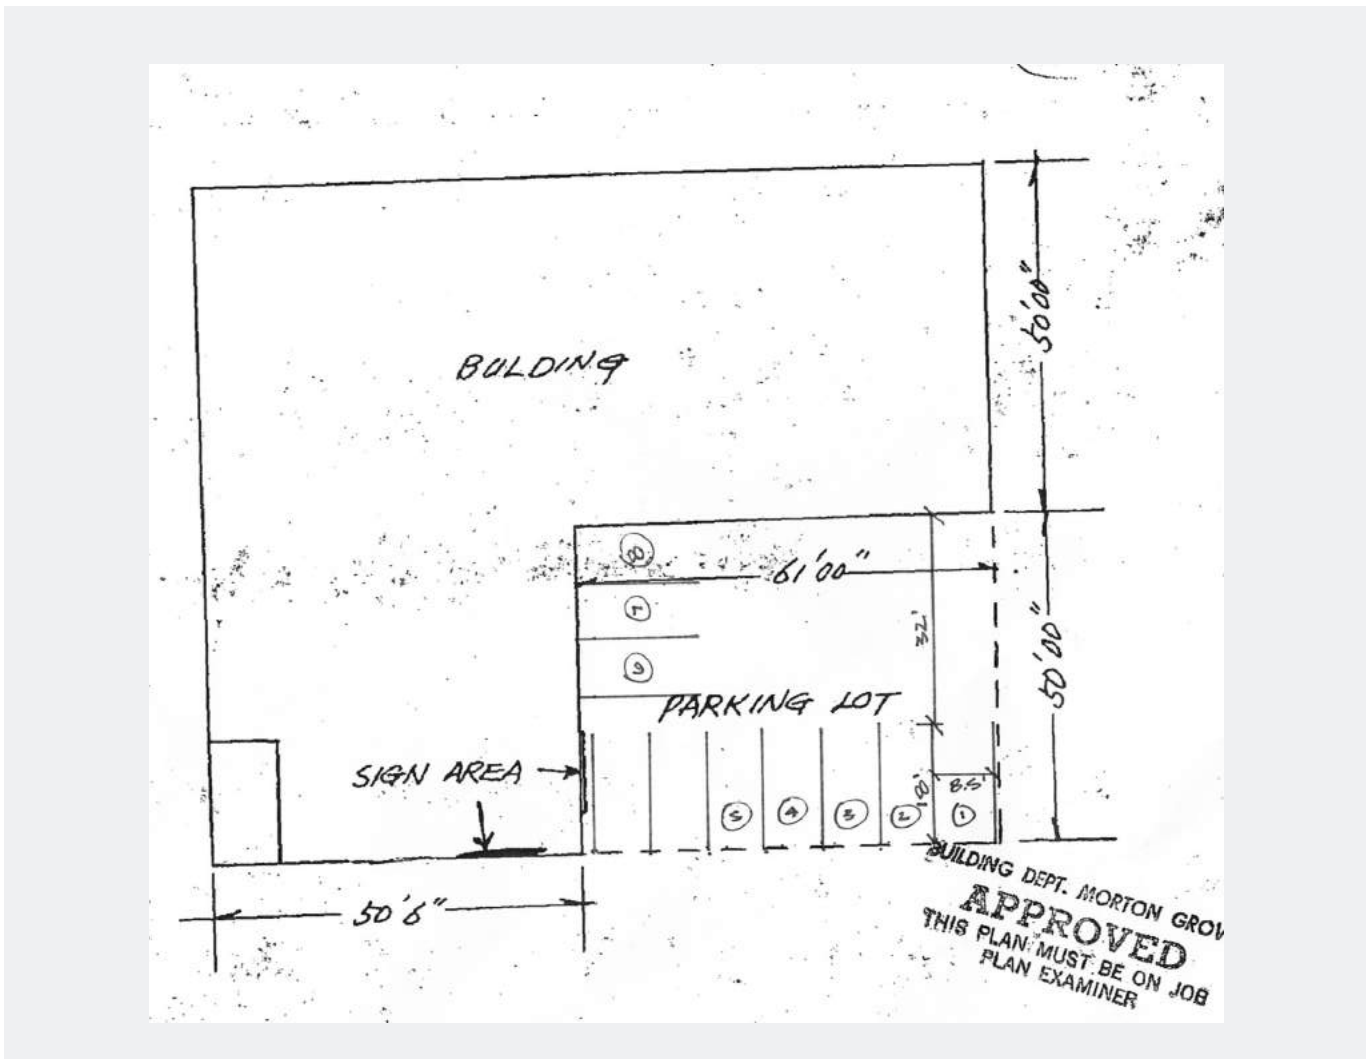 50'00"
BULDING
8
61'00"
7
32'
50'00"
6
PARKING LOT
SIGN AREA
18'
8.5'
5
4
3
2
1
50'6"
BUILDING DEPT. MORTON GROV
APPROVED
THIS PLAN MUST BE ON JOB
PLAN EXAMINER